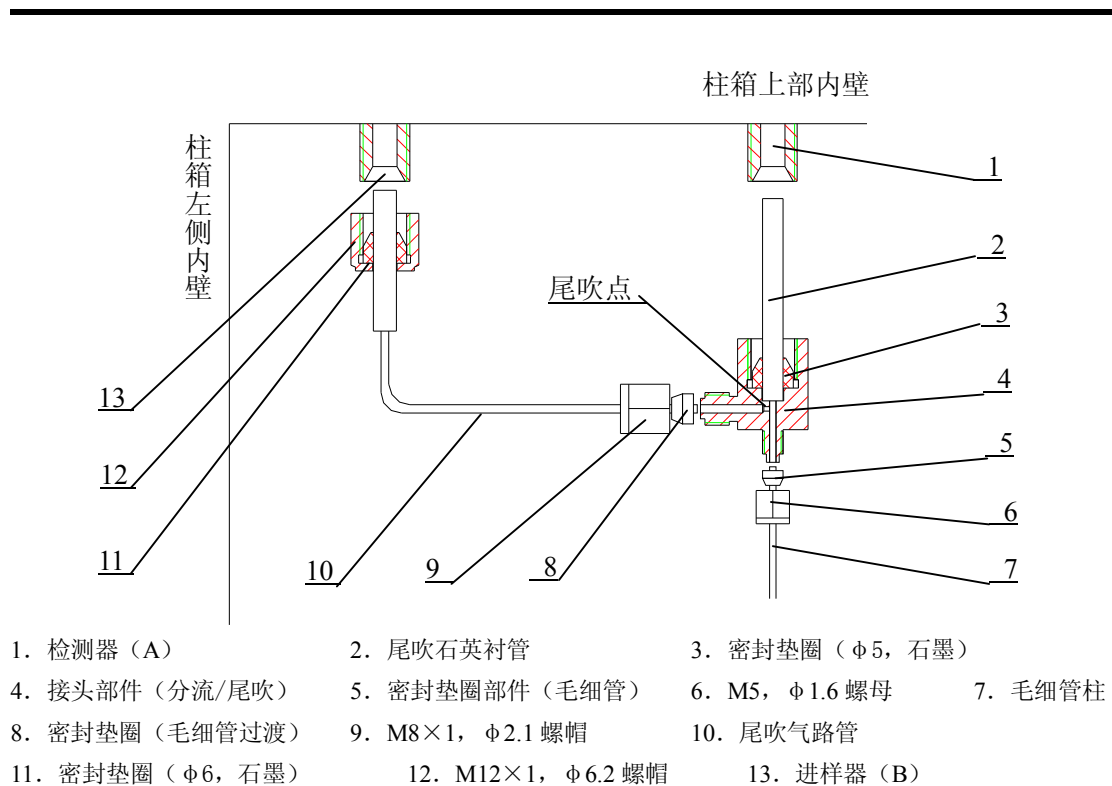 柱箱上部内壁
柱箱左侧内壁
尾吹点
1
2
3
4
5
6
7
8
9
10
11
12
13
1. 检测器（A） 2. 尾吹石英衬管 3. 密封垫圈（φ5，石墨）
4. 接头部件（分流/尾吹） 5. 密封垫圈部件（毛细管） 6. M5，φ1.6 螺母 7. 毛细管柱
8. 密封垫圈（毛细管过渡） 9. M8×1，φ2.1 螺帽 10. 尾吹气路管
11. 密封垫圈（φ6，石墨） 12. M12×1，φ6.2 螺帽 13. 进样器（B）